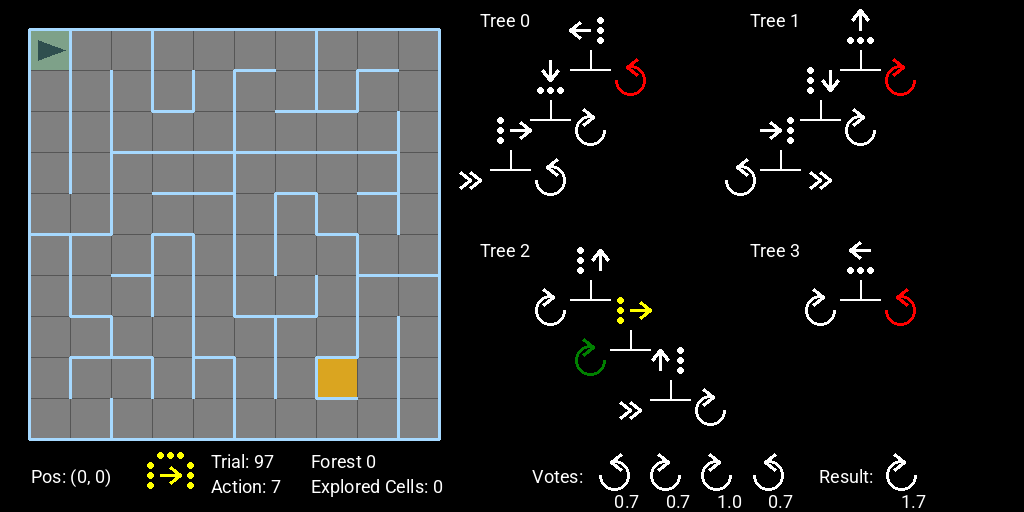 Tree 0
Tree 1
Tree 2
Tree 3
Pos: (0, 0)
Trial: 97
Forest 0
Action: 7
Explored Cells: 0
Votes:
0.7
0.7
1.0
0.7
Result:
1.7